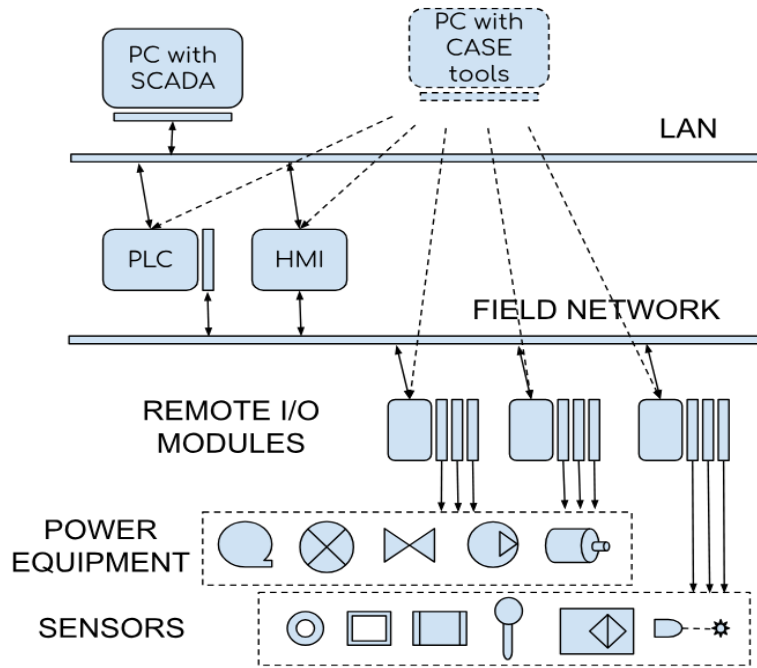 PC with
SCADA
PC with
CASE
tools
LAN
PLC
HMI
FIELD NETWORK
REMOTE I/O
MODULES
POWER
EQUIPMENT
SENSORS